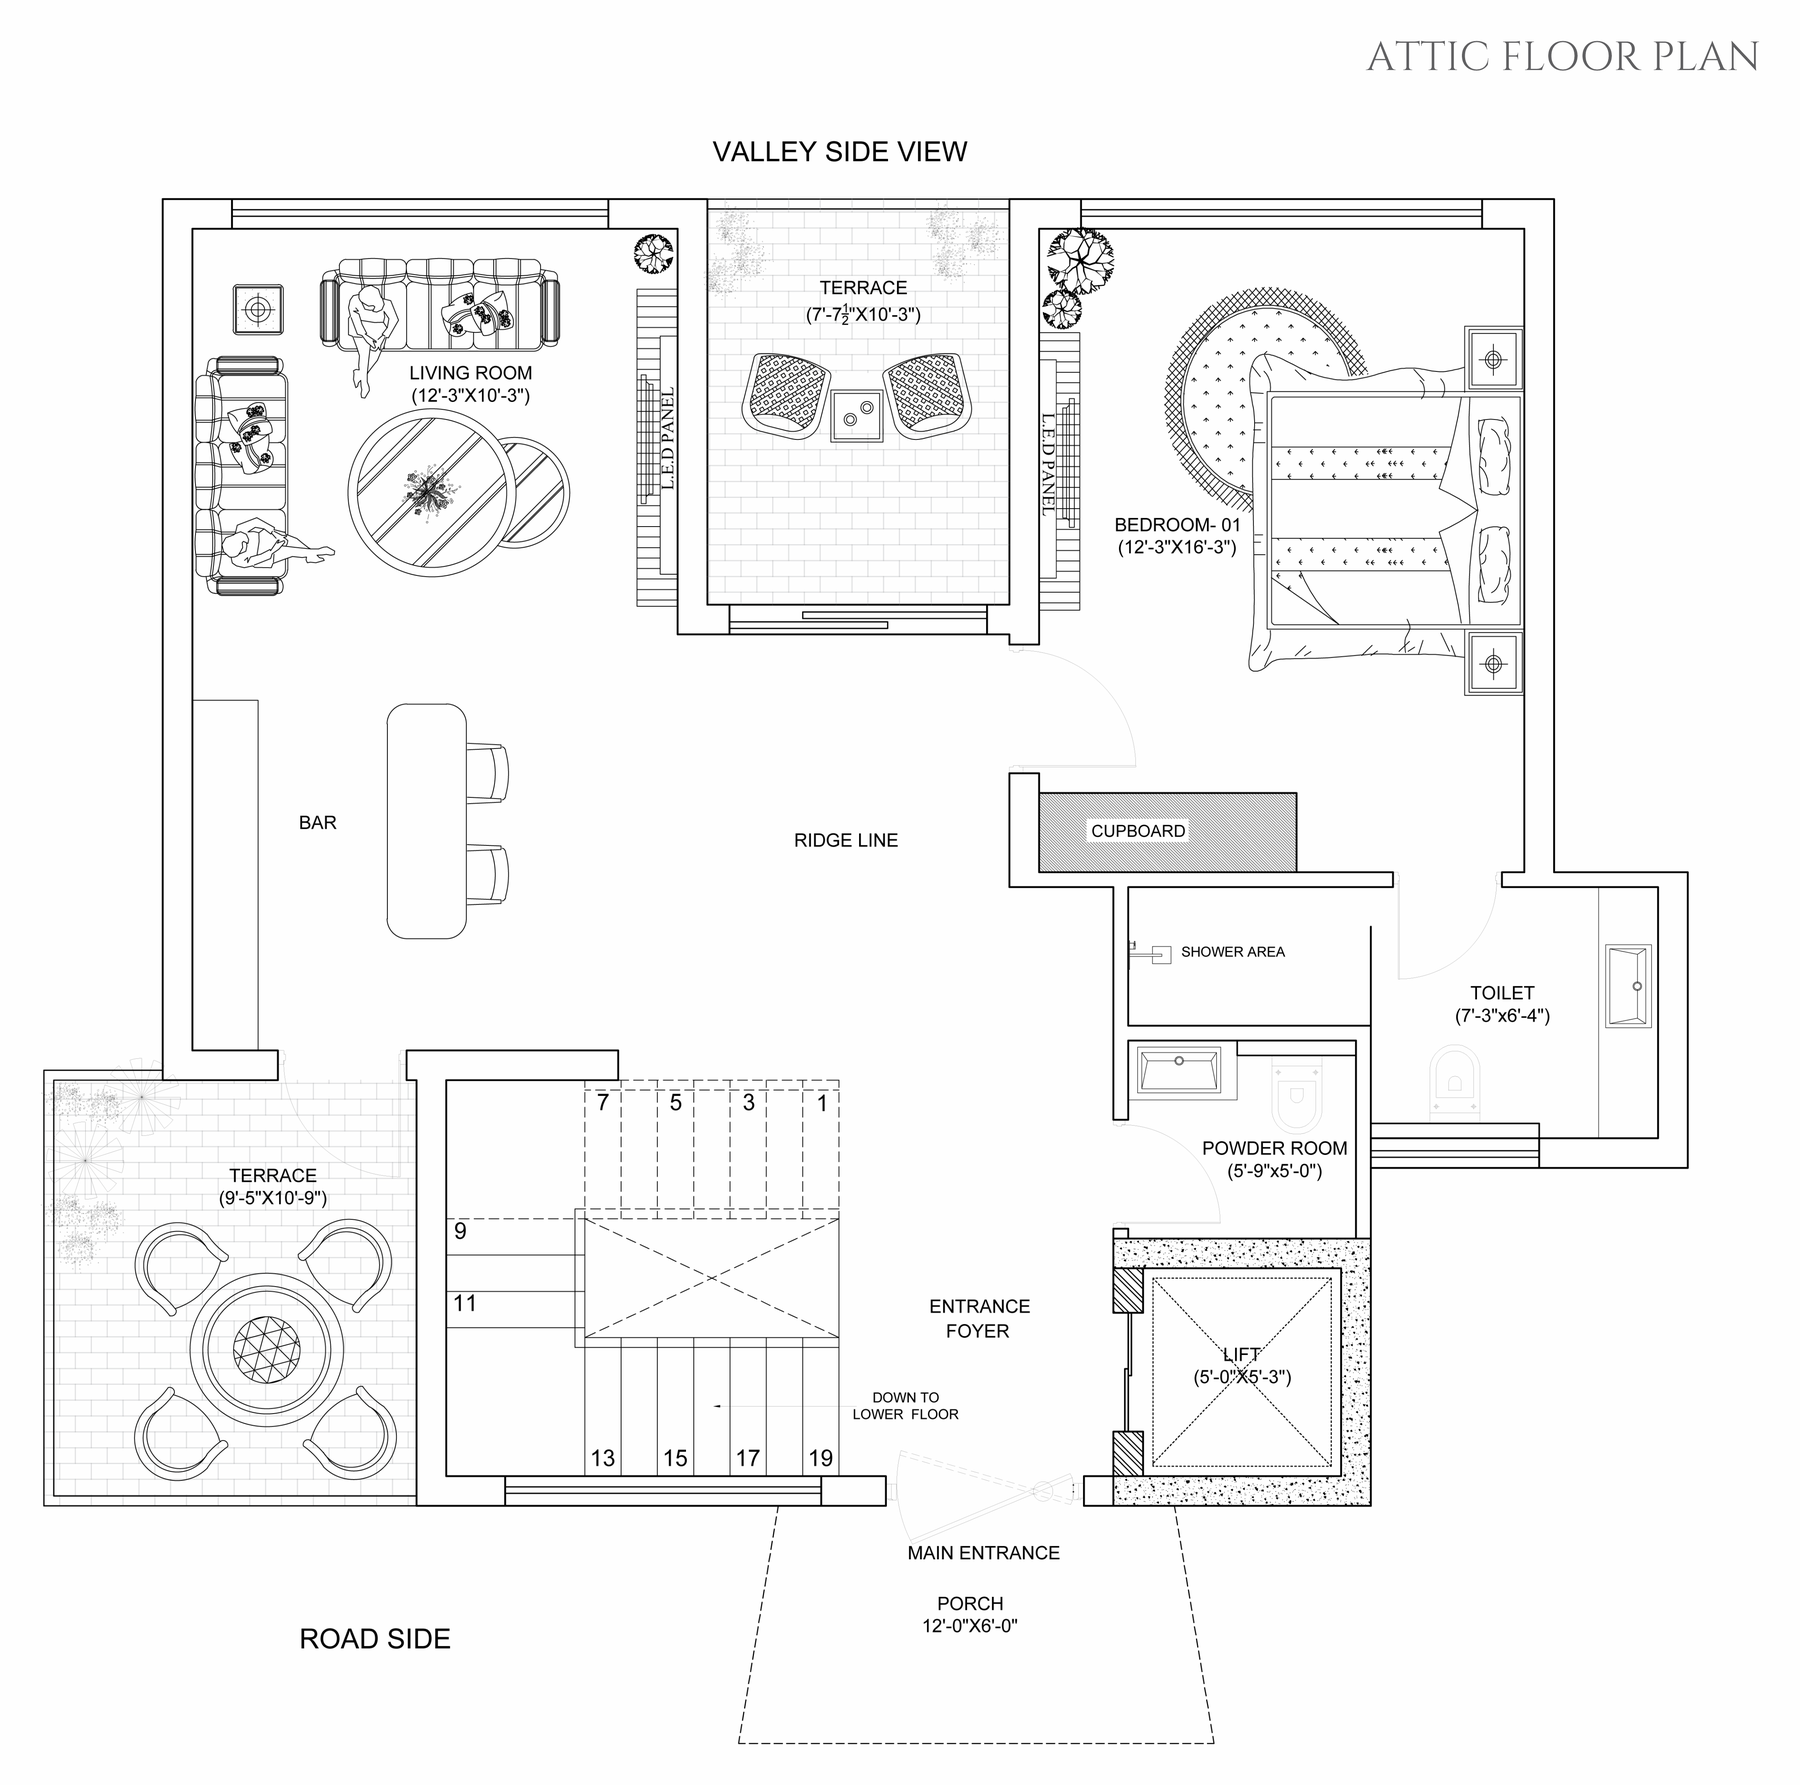 ATTIC FLOOR PLAN
VALLEY SIDE VIEW
TERRACE
(7'-7½"X10'-3")
LIVING ROOM
(12'-3"X10'-3")
L.E.D PANEL
L.E.D PANEL
BEDROOM- 01
(12'-3"X16'-3")
BAR
RIDGE LINE
CUPBOARD
SHOWER AREA
TOILET
(7'-3"x6'-4")
7 5 3 1
POWDER ROOM
(5'-9"x5'-0")
TERRACE
(9'-5"X10'-9")
9
11
ENTRANCE
FOYER
LIFT
(5'-0"X5'-3")
DOWN TO
LOWER FLOOR
13 15 17 19
MAIN ENTRANCE
PORCH
12'-0"X6'-0"
ROAD SIDE